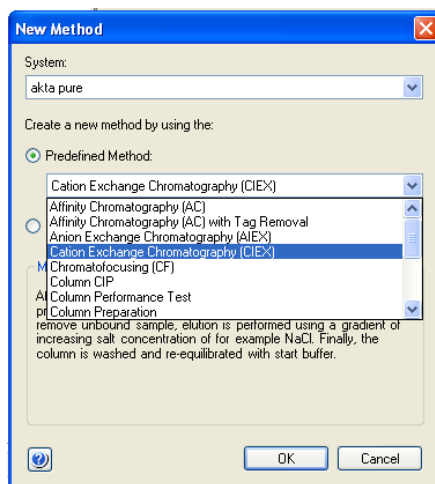 New Method
System:
akta pure
Create a new method by using the:
Predefined Method:
Cation Exchange Chromatography (CIEX)
Affinity Chromatography (AC)
Affinity Chromatography (AC) with Tag Removal
Anion Exchange Chromatography (AIEX)
Cation Exchange Chromatography (CIEX)
Chromatofocusing (CF)
Column CIP
Column Performance Test
Column Preparation
remove unbound sample, elution is performed using a gradient of
increasing salt concentration of for example NaCl. Finally, the
column is washed and re-equilibrated with start buffer.
OK
Cancel